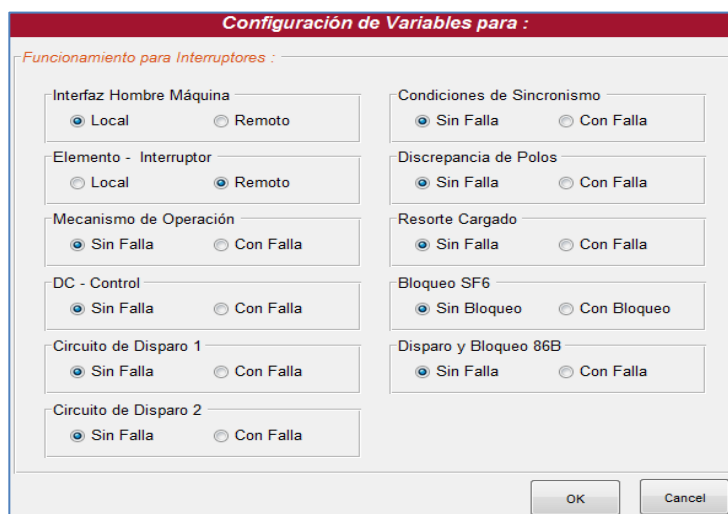 Configuración de Variables para :
Funcionamiento para Interruptores :
Interfaz Hombre Máquina
Local Remoto
Elemento - Interruptor
Local Remoto
Mecanismo de Operación
Sin Falla Con Falla
DC - Control
Sin Falla Con Falla
Circuito de Disparo 1
Sin Falla Con Falla
Circuito de Disparo 2
Sin Falla Con Falla
Condiciones de Sincronismo
Sin Falla Con Falla
Discrepancia de Polos
Sin Falla Con Falla
Resorte Cargado
Sin Falla Con Falla
Bloqueo SF6
Sin Bloqueo Con Bloqueo
Disparo y Bloqueo 86B
Sin Falla Con Falla
OK Cancel